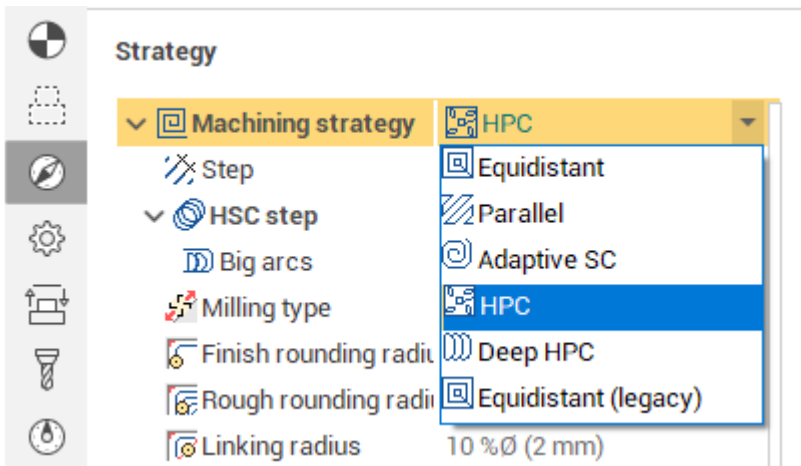 Strategy
Machining strategy HPC
Step Equidistant
HSC step Parallel
Big arcs Adaptive SC
Milling type HPC
Finish rounding radiu Deep HPC
Rough rounding radiu Equidistant (legacy)
Linking radius 10 %Ø (2 mm)